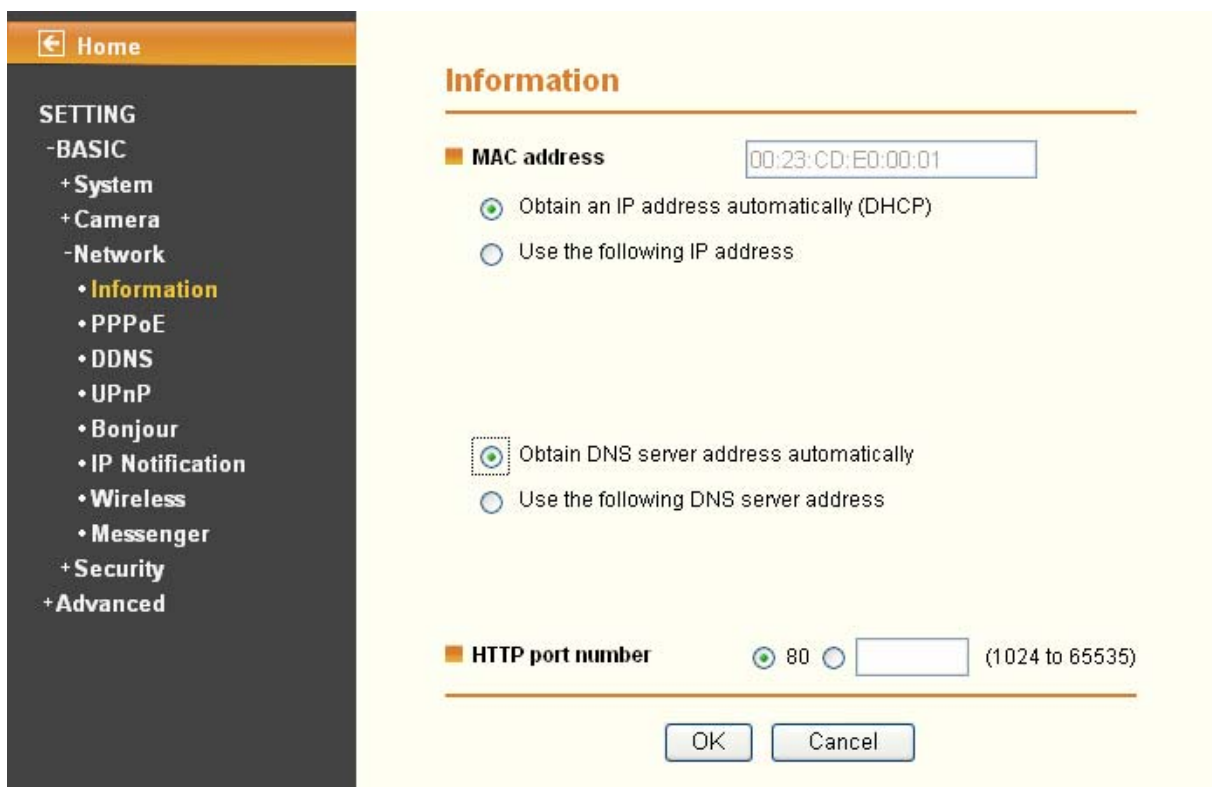 Home
SETTING
-BASIC
+System
+Camera
-Network
•Information
•PPPoE
•DDNS
•UPnP
•Bonjour
•IP Notification
•Wireless
•Messenger
+Security
+Advanced
Information
MAC address 00:23:CD:E0:00:01
Obtain an IP address automatically (DHCP)
Use the following IP address
Obtain DNS server address automatically
Use the following DNS server address
HTTP port number 80 (1024 to 65535)
OK Cancel